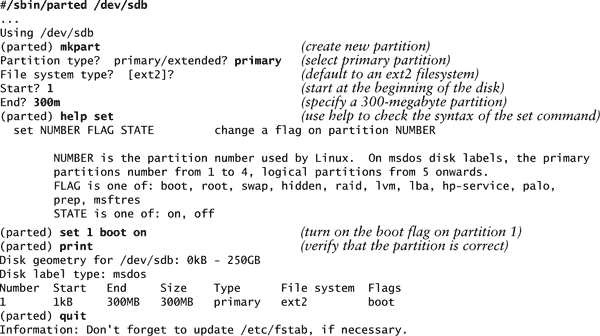 #/sbin/parted /dev/sdb
...
Using /dev/sdb
(parted) mkpart (create new partition)
Partition type?  primary/extended? primary (select primary partition)
File system type?  [ext2]? (default to an ext2 filesystem)
Start? 1 (start at the beginning of the disk)
End? 300m (specify a 300-megabyte partition)
(parted) help set (use help to check the syntax of the set command)
set NUMBER FLAG STATE change a flag on partition NUMBER
NUMBER is the partition number used by Linux.  On msdos disk labels, the primary
partitions number from 1 to 4, logical partitions from 5 onwards.
FLAG is one of: boot, root, swap, hidden, raid, lvm, lba, hp-service, palo,
prep, msftres
STATE is one of: on, off
(parted) set 1 boot on (turn on the boot flag on partition 1)
(parted) print (verify that the partition is correct)
Disk geometry for /dev/sdb: 0kB - 250GB
Disk label type: msdos
Number  Start  End  Size  Type  File system  Flags
1  1kB  300MB  300MB  primary  ext2  boot
(parted) quit
Information: Don't forget to update /etc/fstab, if necessary.